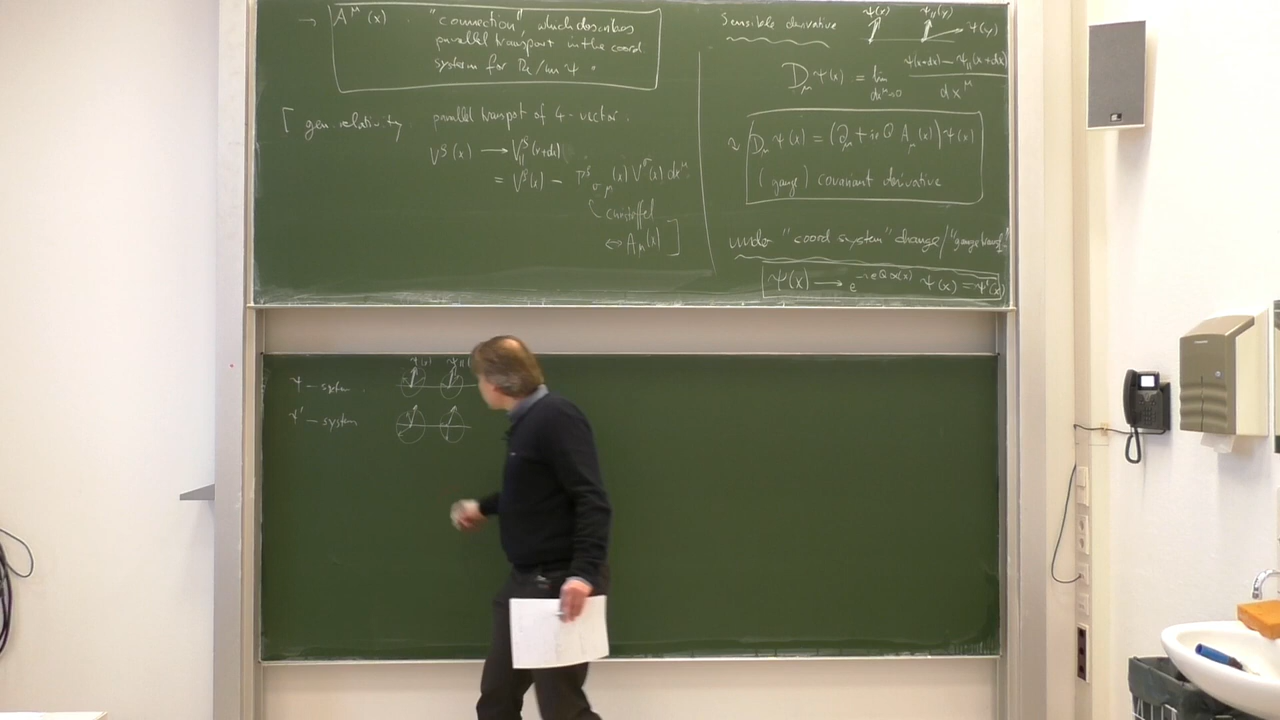 → A^μ(x) . "connection", which describes
parallel transport in the coord
system for Re/Im ψ .
[ gen. relativity parallel transport of 4-vector .
V^ρ(x) → V^ρ_||(x+dx)
= V^ρ(x) − Γ^ρ_σμ (x) V^σ(x) dx^μ
Christoffel
↔ A_μ(x) ]
Sensible derivative
ψ(x) ψ_||(y) ψ(y)
D_μ ψ(x) = lim_{dx^μ→0} (ψ(x+dx) − ψ_||(x+dx)) / dx^μ
D_μ ψ(x) = (∂_μ + ieQ A_μ(x)) ψ(x)
(gauge) covariant derivative
under "coord system" change/"gauge transf."
ψ(x) → e^{-ieQα(x)} ψ(x) = ψ'(x)
ψ – system . ψ(x) ψ_||
ψ' – system